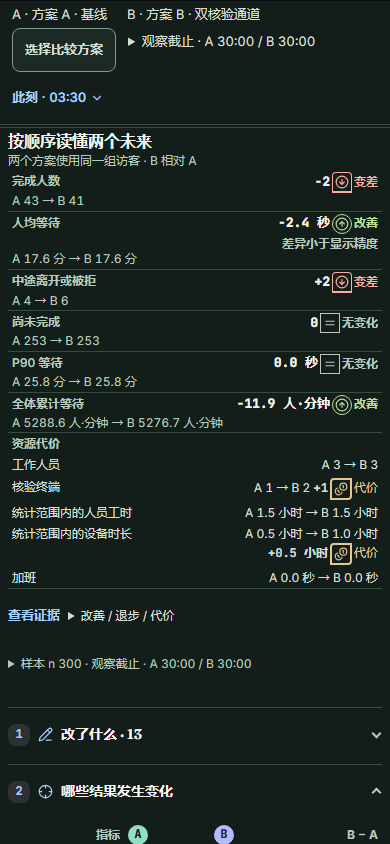 A · 方案 A · 基线 B · 方案 B · 双核验通道
选择比较方案
▶ 观察截止 · A 30:00 / B 30:00
此刻 · 03:30
按顺序读懂两个未来
两个方案使用同一组访客 · B 相对 A
完成人数 -2 变差
A 43 → B 41
人均等待 -2.4 秒 改善
差异小于显示精度
A 17.6 分 → B 17.6 分
中途离开或被拒 +2 变差
A 4 → B 6
尚未完成 0 无变化
A 253 → B 253
P90 等待 0.0 秒 无变化
A 25.8 分 → B 25.8 分
全体累计等待 -11.9 人·分钟 改善
A 5288.6 人·分钟 → B 5276.7 人·分钟
资源代价
工作人员 A 3 → B 3
核验终端 A 1 → B 2 +1 代价
统计范围内的人员工时 A 1.5 小时 → B 1.5 小时
统计范围内的设备时长 A 0.5 小时 → B 1.0 小时
+0.5 小时 代价
加班 A 0.0 秒 → B 0.0 秒
查看证据 ▶ 改善 / 退步 / 代价
▶ 样本 n 300 · 观察截止 · A 30:00 / B 30:00
1 改了什么 · 13
2 哪些结果发生变化
指标 A B B − A